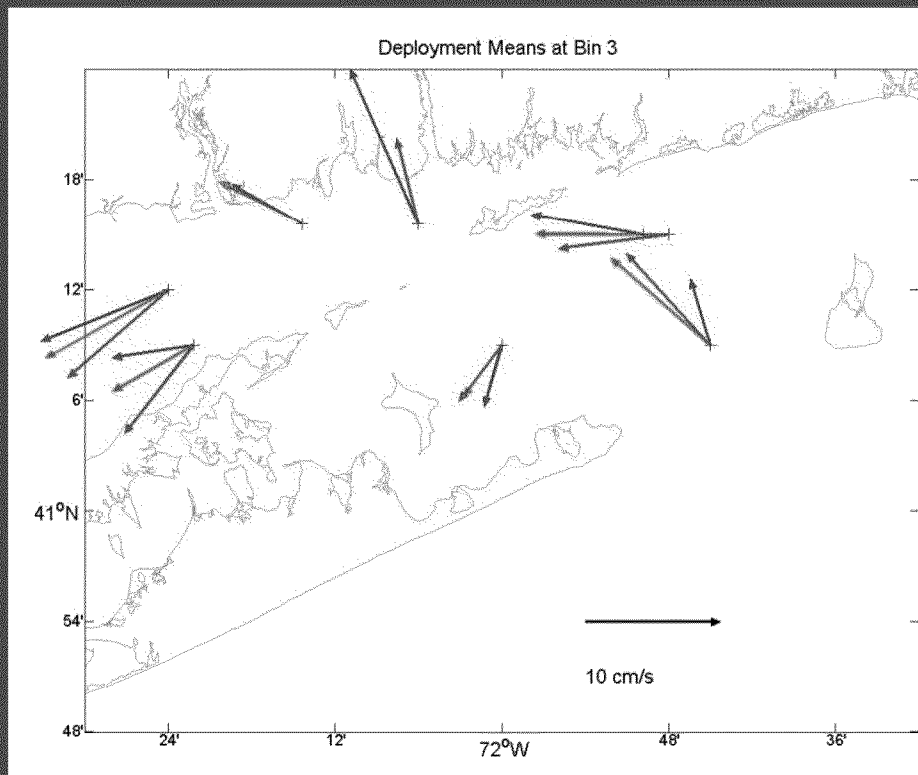 Deployment Means at Bin 3
18'
12'
6'
41°N
54'
10 cm/s
48'
24'
12'
72°W
48'
36'